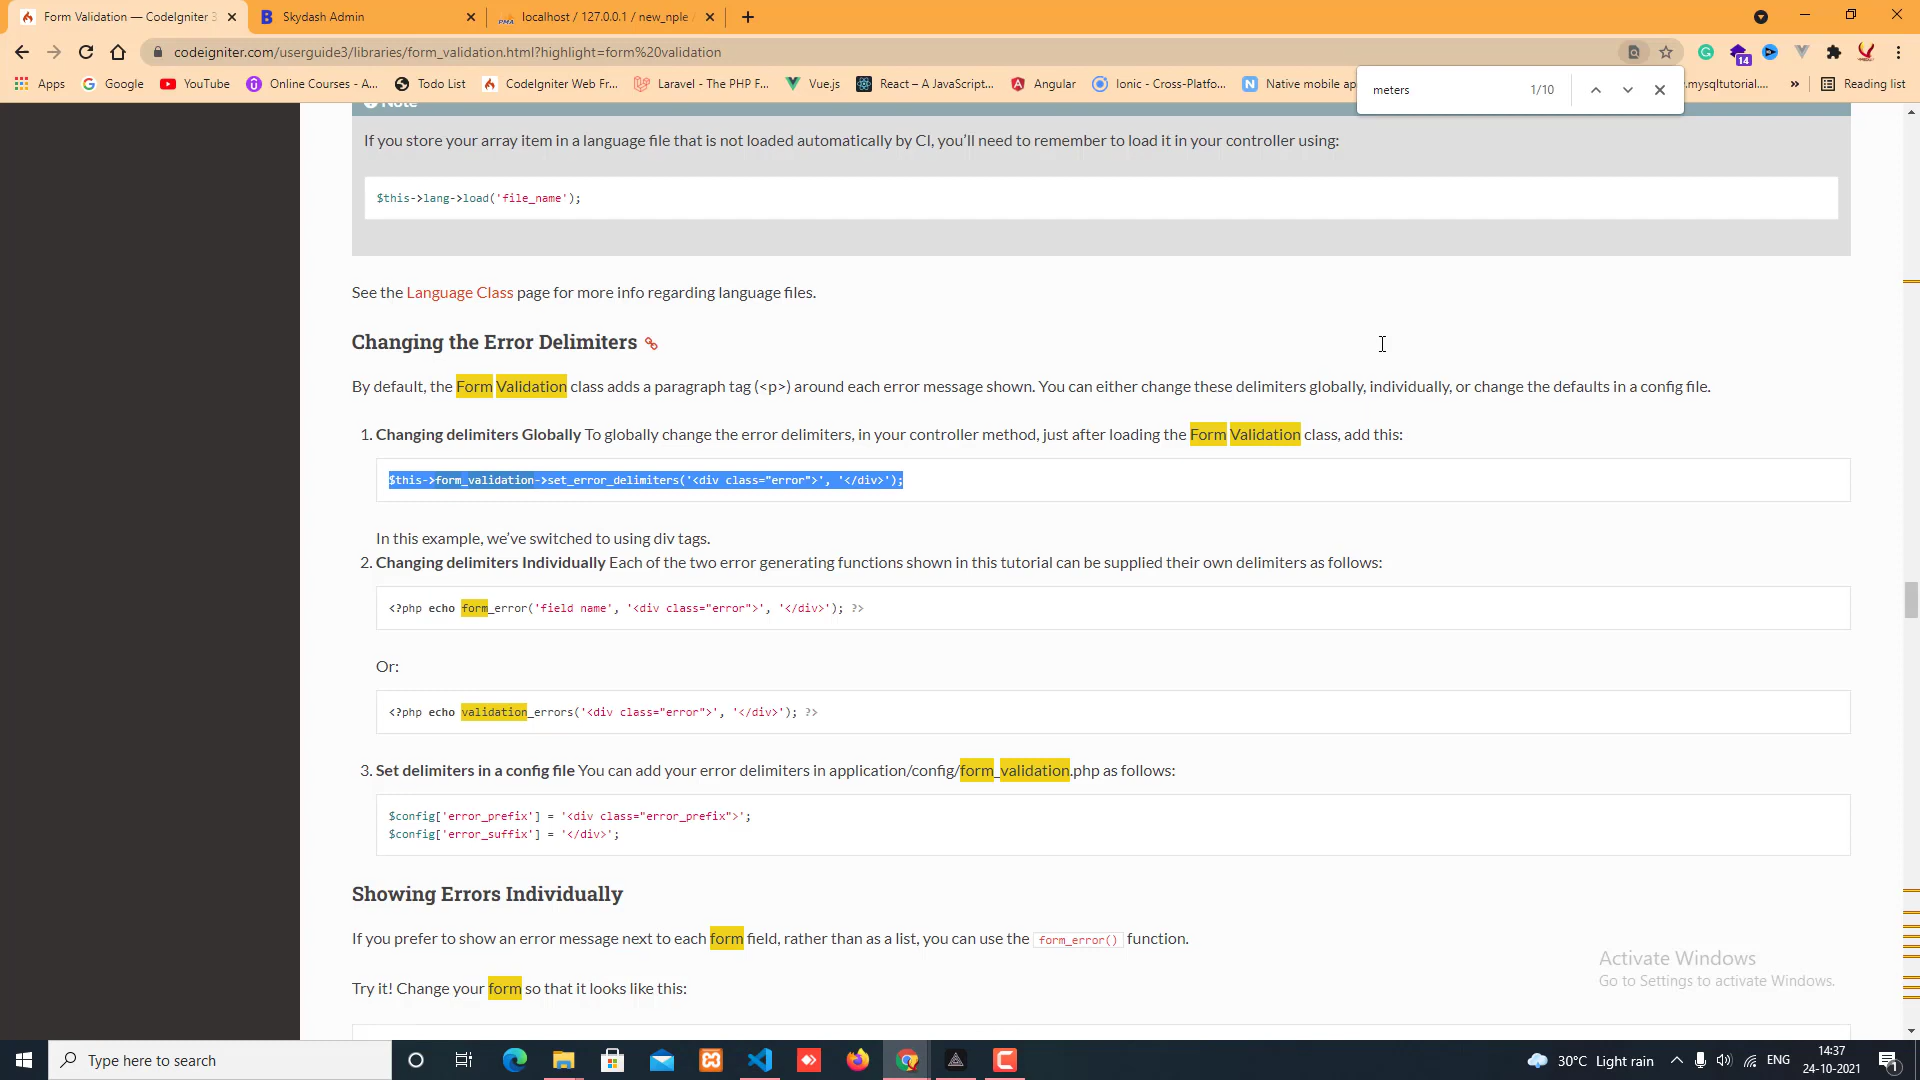 Form Validation — CodeIgniter 3
Skydash Admin
PMA localhost / 127.0.0.1 / new_nple
codeigniter.com/userguide3/libraries/form_validation.html?highlight=form%20validation
14
Apps Google YouTube Online Courses - A... Todo List CodeIgniter Web Fr... Laravel - The PHP F... Vue.js React – A JavaScript... Angular Ionic - Cross-Platfo... Native mobile ap .mysqltutorial.... » Reading list
meters 1/10
Note
If you store your array item in a language file that is not loaded automatically by CI, you’ll need to remember to load it in your controller using:
$this->lang->load('file_name');
See the Language Class page for more info regarding language files.
Changing the Error Delimiters
By default, the Form Validation class adds a paragraph tag (<p>) around each error message shown. You can either change these delimiters globally, individually, or change the defaults in a config file.
1. Changing delimiters Globally To globally change the error delimiters, in your controller method, just after loading the Form Validation class, add this:
$this->form_validation->set_error_delimiters('<div class="error">', '</div>');
In this example, we’ve switched to using div tags.
2. Changing delimiters Individually Each of the two error generating functions shown in this tutorial can be supplied their own delimiters as follows:
<?php echo form_error('field name', '<div class="error">', '</div>'); ?>
Or:
<?php echo validation_errors('<div class="error">', '</div>'); ?>
3. Set delimiters in a config file You can add your error delimiters in application/config/form_validation.php as follows:
$config['error_prefix'] = '<div class="error_prefix">';
$config['error_suffix'] = '</div>';
Showing Errors Individually
If you prefer to show an error message next to each form field, rather than as a list, you can use the form_error() function.
Try it! Change your form so that it looks like this:
Activate Windows
Go to Settings to activate Windows.
Type here to search
30°C Light rain
ENG
14:37
24-10-2021
1